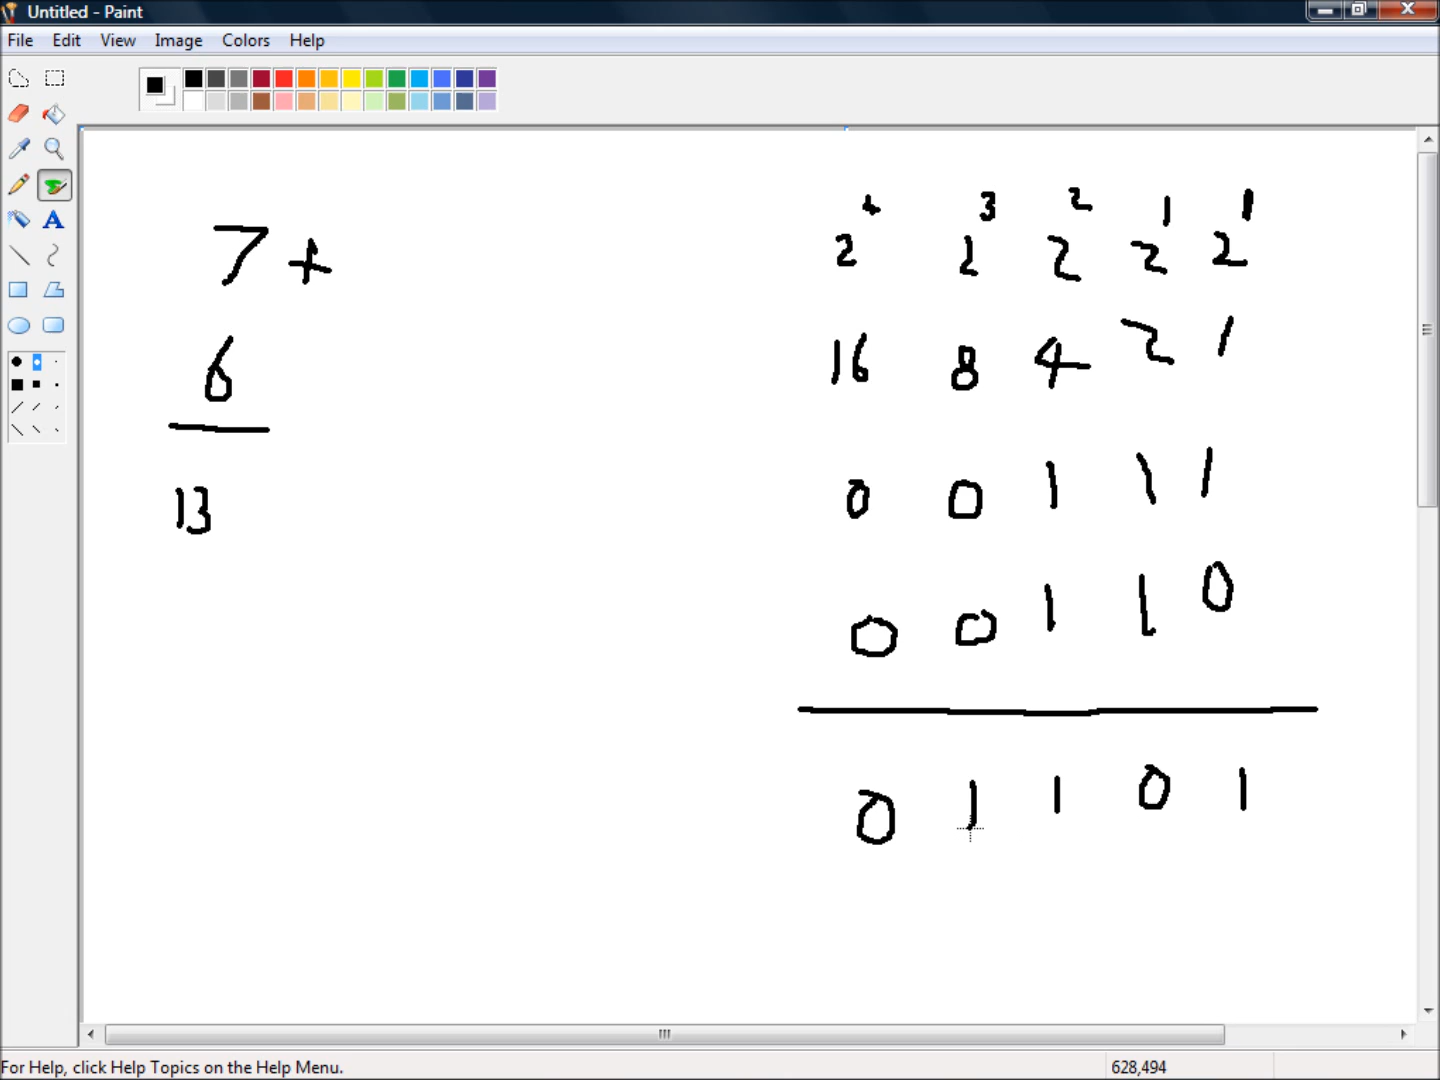 Untitled - Paint
File Edit View Image Colors Help
7 +
6
13
4 3 2 1 1
2 2 2 2 2
16 8 4 2 1
0 0 1 1 1
0 0 1 1 0
0 1 1 0 1
For Help, click Help Topics on the Help Menu. 628,494